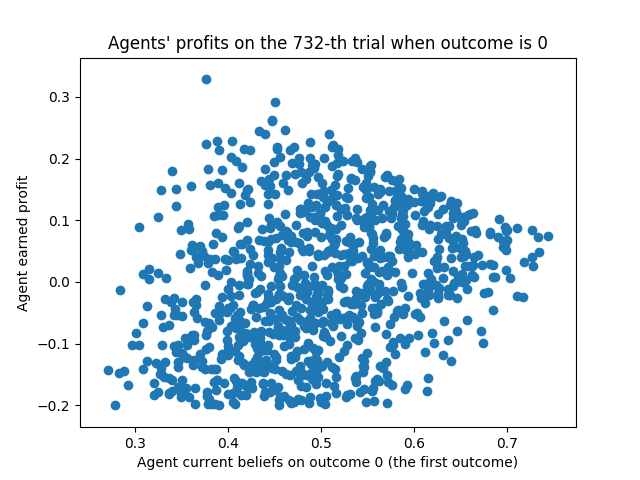 Agents' profits on the 732-th trial when outcome is 0
0.3
0.2
0.1
0.0
−0.1
−0.2
Agent earned profit
0.3 0.4 0.5 0.6 0.7
Agent current beliefs on outcome 0 (the first outcome)